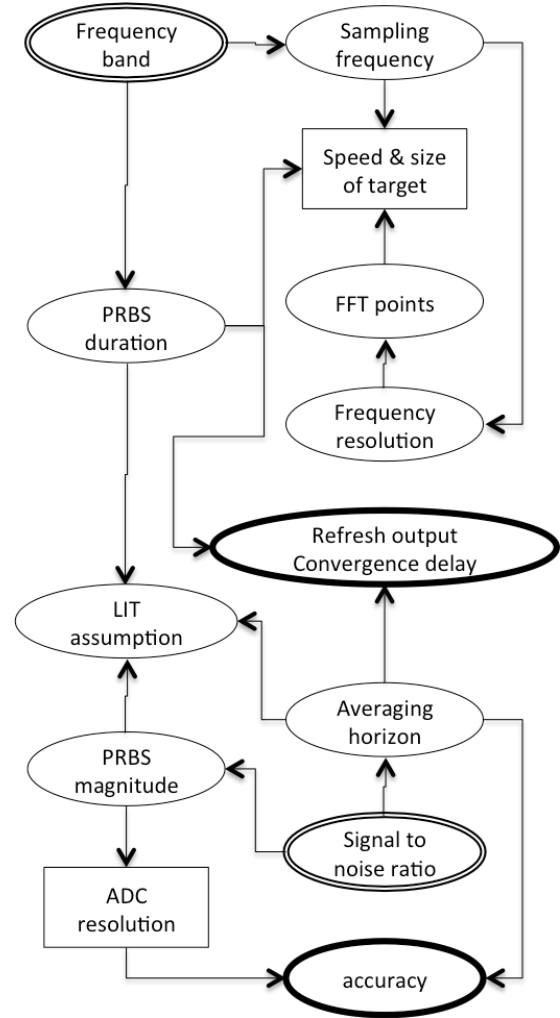 Frequency
band
Sampling
frequency
Speed & size
of target
PRBS
duration
FFT points
Frequency
resolution
Refresh output
Convergence delay
LIT
assumption
Averaging
horizon
PRBS
magnitude
Signal to
noise ratio
ADC
resolution
accuracy